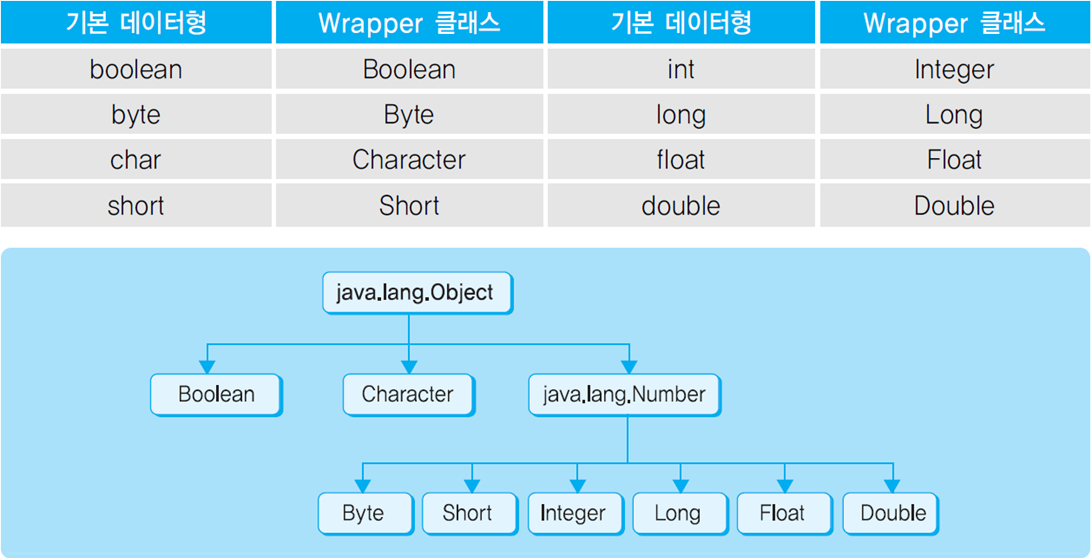 기본 데이터형 Wrapper 클래스 기본 데이터형 Wrapper 클래스
boolean Boolean int Integer
byte Byte long Long
char Character float Float
short Short double Double
java.lang.Object
Boolean Character java.lang.Number
Byte Short Integer Long Float Double